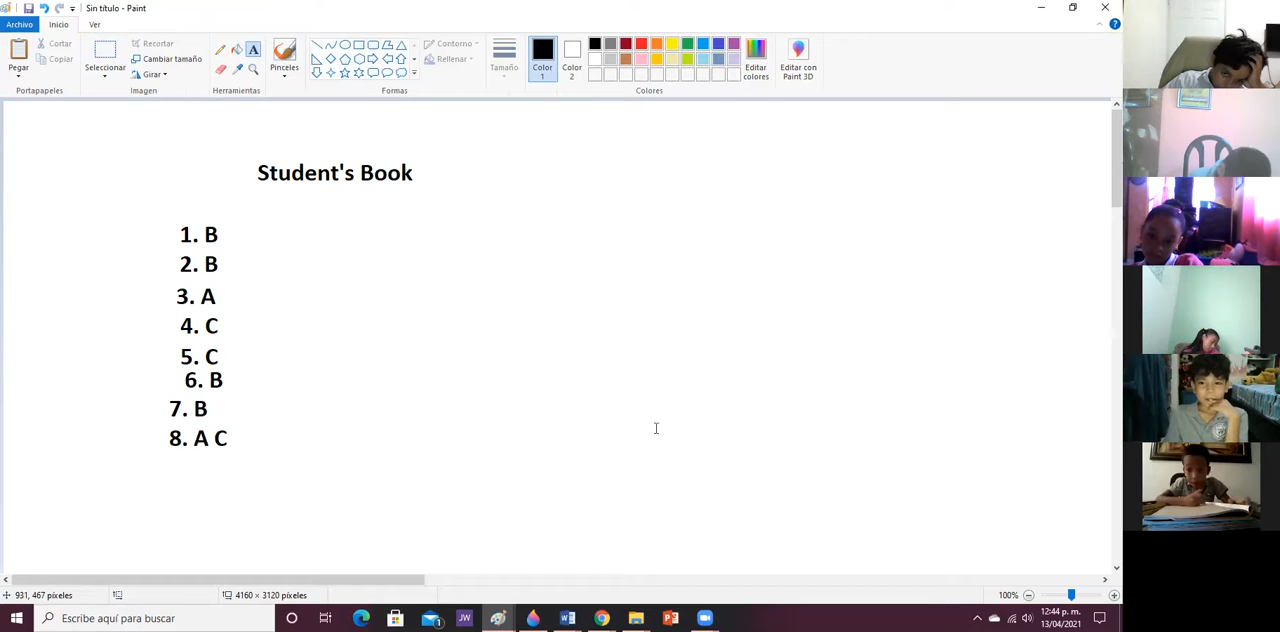 Sin título - Paint
Archivo Inicio Ver
Pegar
Cortar
Copiar
Portapapeles
Seleccionar
Recortar
Cambiar tamaño
Girar
Imagen
A
Herramientas
Pinceles
Contorno
Rellenar
Formas
Tamaño
Color 1
Color 2
Editar colores
Editar con Paint 3D
Colores
Student's Book
1. B
2. B
3. A
4. C
5. C
6. B
7. B
8. A C
931, 467 píxeles
4160 × 3120 píxeles
100%
Escribe aquí para buscar
JW
12:44 p. m.
13/04/2021